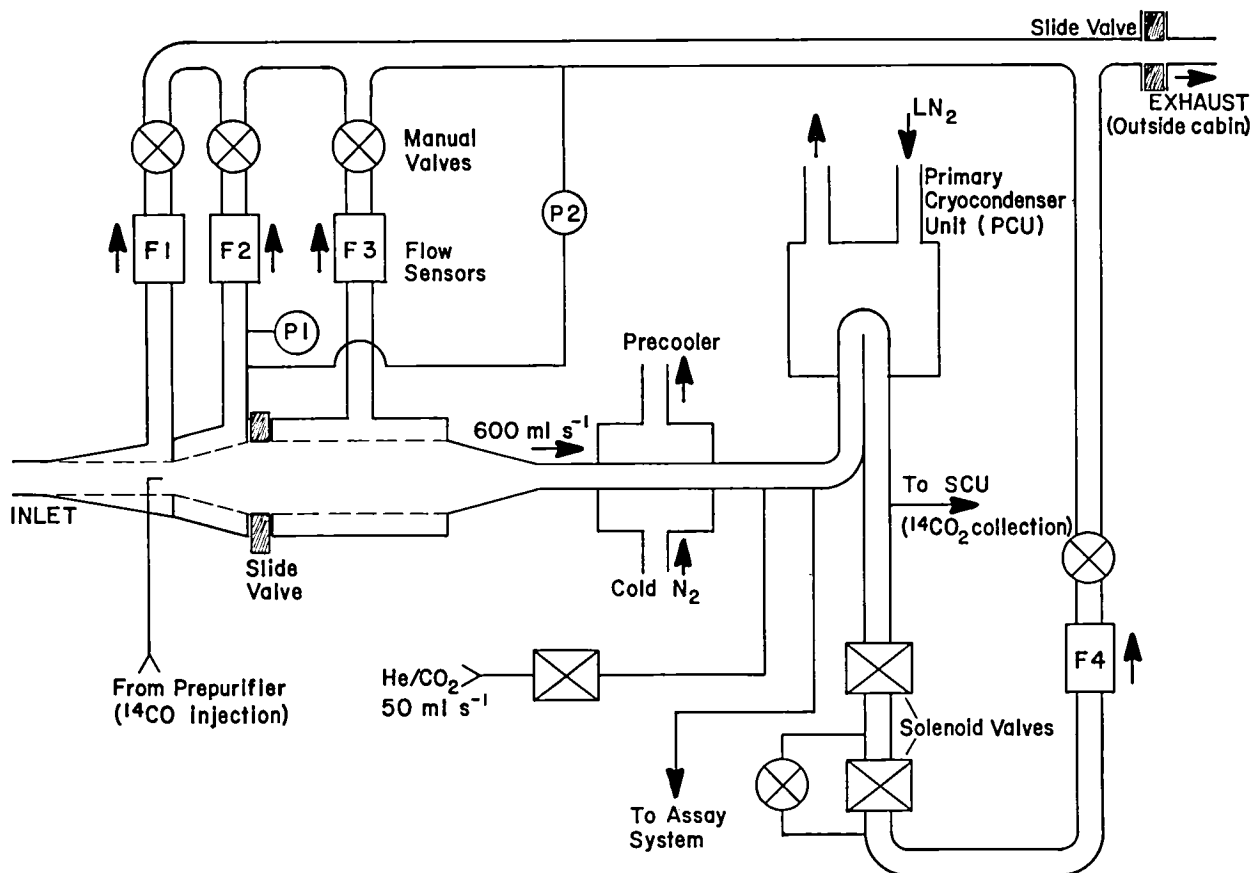 Slide Valve
EXHAUST
(Outside cabin)
LN2
Manual
Valves
P2
Primary
Cryocondenser
Unit (PCU)
F1
F2
F3
Flow
Sensors
P1
Precooler
600 ml s-1
INLET
To SCU
(14CO2 collection)
Slide
Valve
Cold N2
F4
From Prepurifier
(14CO injection)
He/CO2
50 ml s-1
Solenoid Valves
To Assay
System